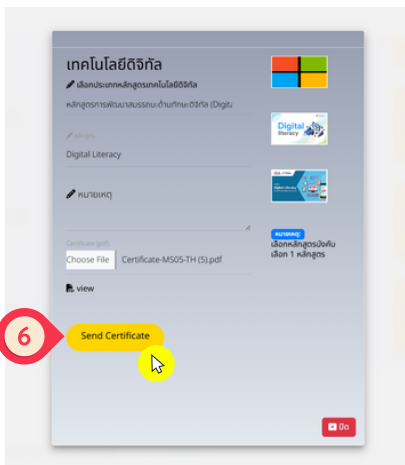 เทคโนโลยีดิจิทัล
เลือกประเภทหลักสูตรเทคโนโลยีดิจิทัล
หลักสูตรการพัฒนาสมรรถนะด้านทักษะดิจิทัล (Digit
Digital
literacy
หลักสูตร
Digital Literacy
หมายเหตุ
หมายเหตุ:
เลือกหลักสูตรบังคับ
เลือก 1 หลักสูตร
Certificate (pdf)
Choose File Certificate-MS05-TH (5).pdf
view
6
Send Certificate
ปิด